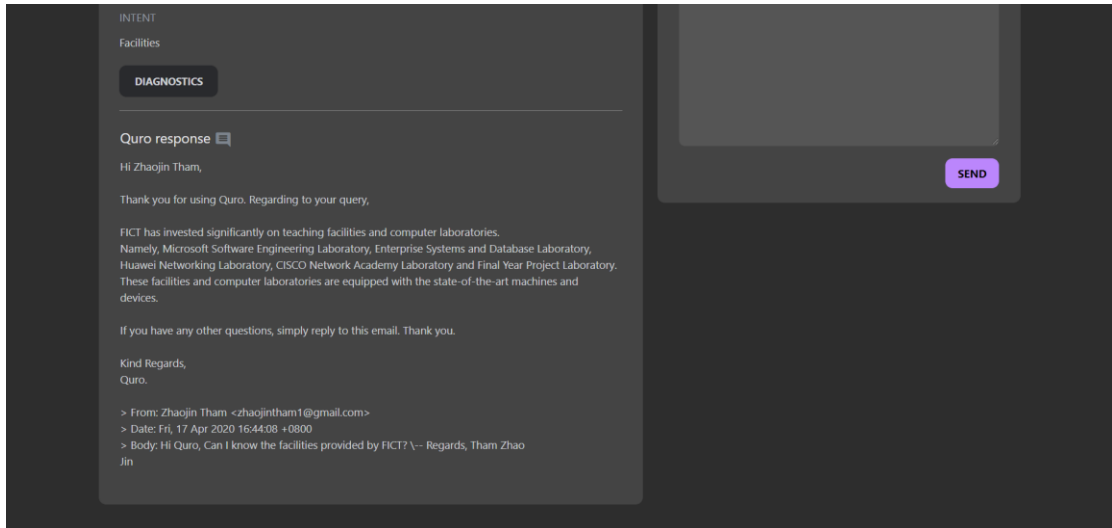 INTENT
Facilities
DIAGNOSTICS
Quro response
Hi Zhaojin Tham,
Thank you for using Quro. Regarding to your query,
FICT has invested significantly on teaching facilities and computer laboratories.
Namely, Microsoft Software Engineering Laboratory, Enterprise Systems and Database Laboratory,
Huawei Networking Laboratory, CISCO Network Academy Laboratory and Final Year Project Laboratory.
These facilities and computer laboratories are equipped with the state-of-the-art machines and
devices.
If you have any other questions, simply reply to this email. Thank you.
Kind Regards,
Quro.
> From: Zhaojin Tham <zhaojintham1@gmail.com>
> Date: Fri, 17 Apr 2020 16:44:08 +0800
> Body: Hi Quro, Can I know the facilities provided by FICT? \-- Regards, Tham Zhao
Jin
SEND